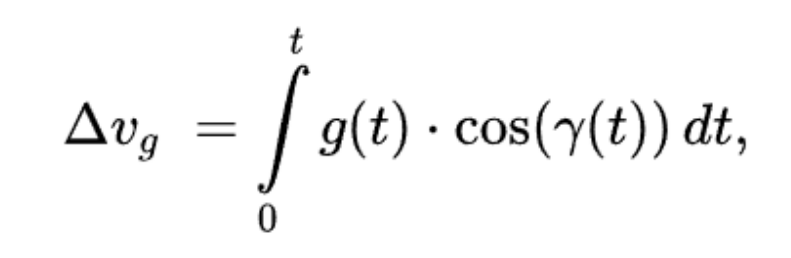 Δv_g = ∫_0^t g(t) · cos(γ(t)) dt,